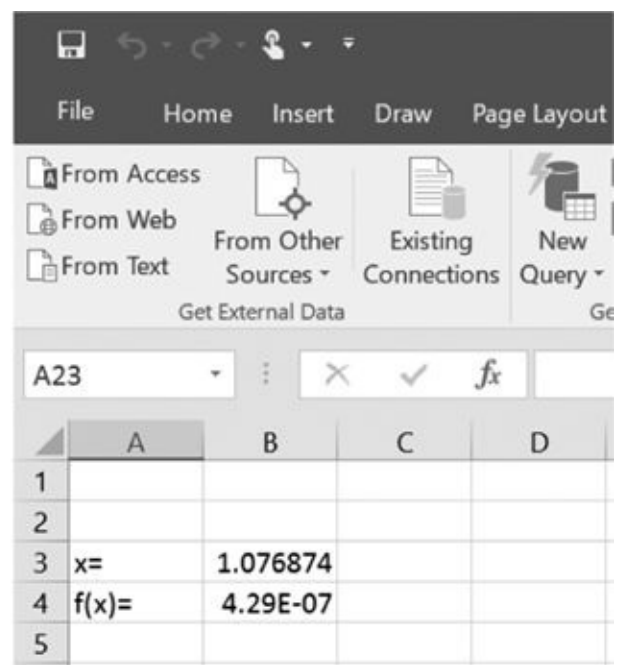 File Home Insert Draw Page Layout
From Access
From Web
From Text
From Other Sources
Existing Connections
New Query
Get External Data
Ge
A23
fx
A B C D
1
2
3 x= 1.076874
4 f(x)= 4.29E-07
5